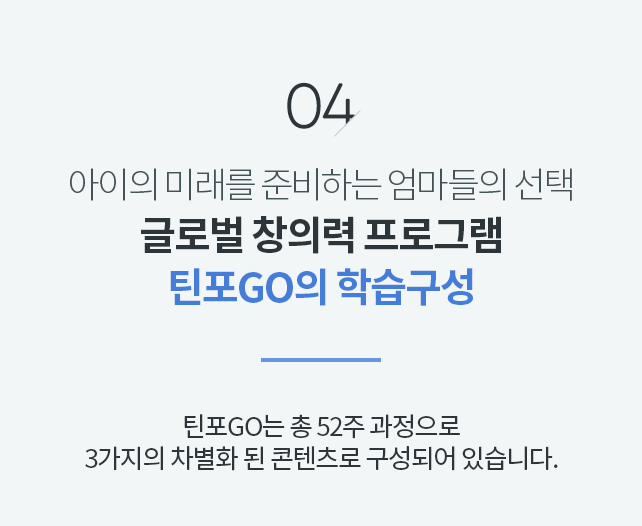 04
아이의 미래를 준비하는 엄마들의 선택
글로벌 창의력 프로그램
틴포GO의 학습구성
틴포GO는 총 52주 과정으로
3가지의 차별화 된 콘텐츠로 구성되어 있습니다.